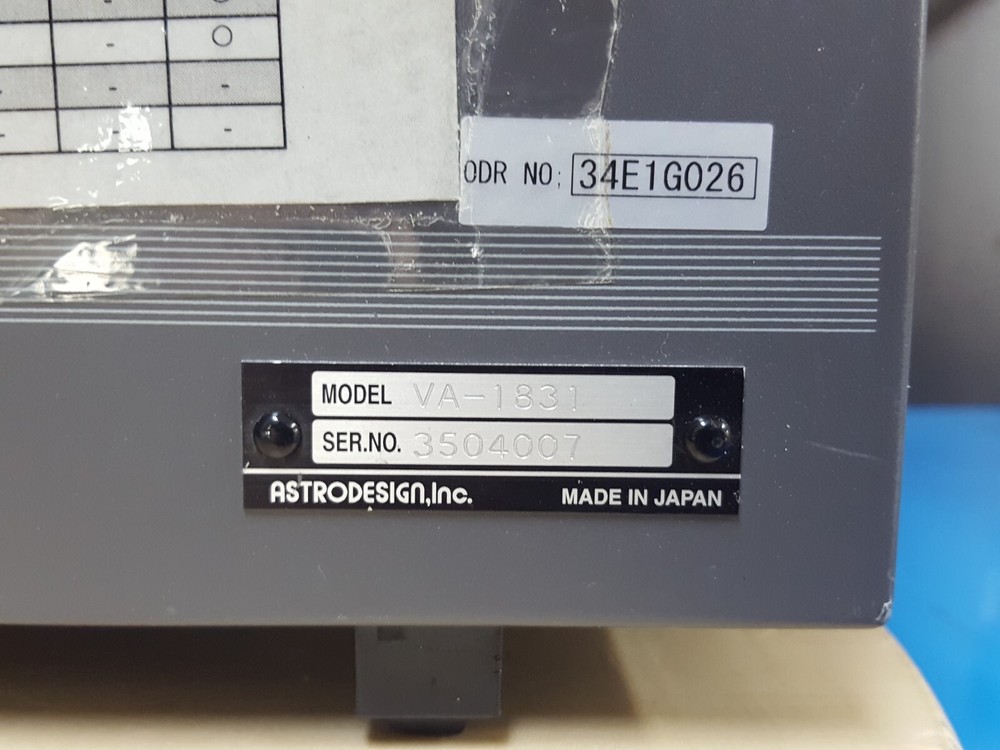 -
- ○
- - -
- - -
ODR NO: 34E1G026
MODEL VA-1831
SER.NO. 3504007
ASTRODESIGN,Inc. MADE IN JAPAN